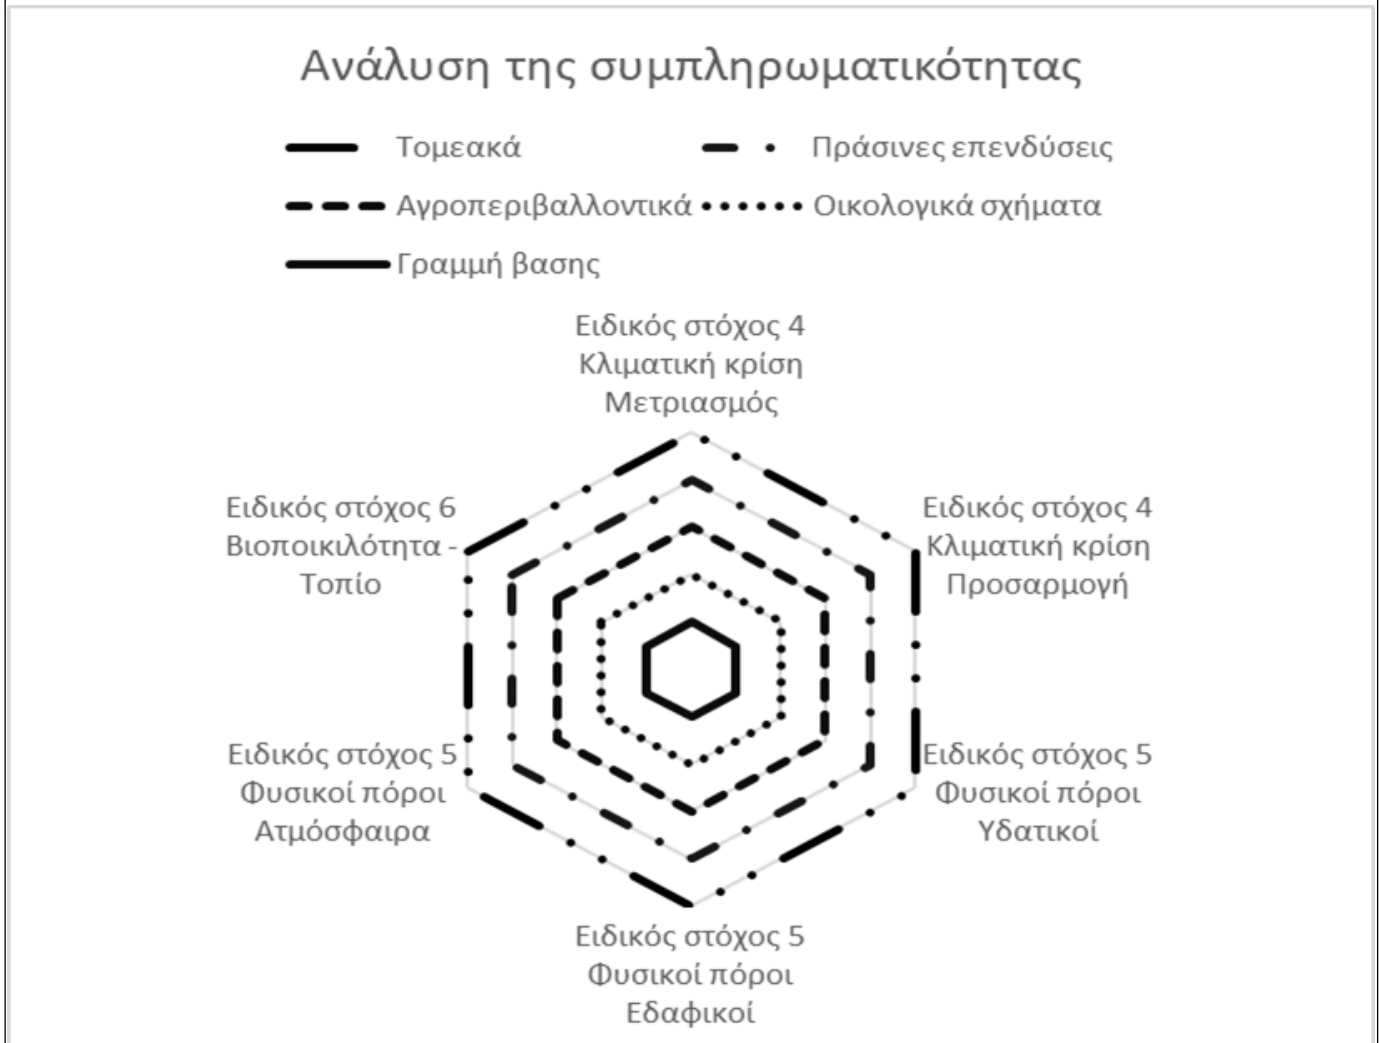 Ανάλυση της συμπληρωματικότητας
Τομεακά
Πράσινες επενδύσεις
Αγροπεριβαλλοντικά
Οικολογικά σχήματα
Γραμμή βασης
Ειδικός στόχος 4
Κλιματική κρίση
Μετριασμός
Ειδικός στόχος 4
Κλιματική κρίση
Προσαρμογή
Ειδικός στόχος 5
Φυσικοί πόροι
Υδατικοί
Ειδικός στόχος 5
Φυσικοί πόροι
Εδαφικοί
Ειδικός στόχος 5
Φυσικοί πόροι
Ατμόσφαιρα
Ειδικός στόχος 6
Βιοποικιλότητα -
Τοπίο